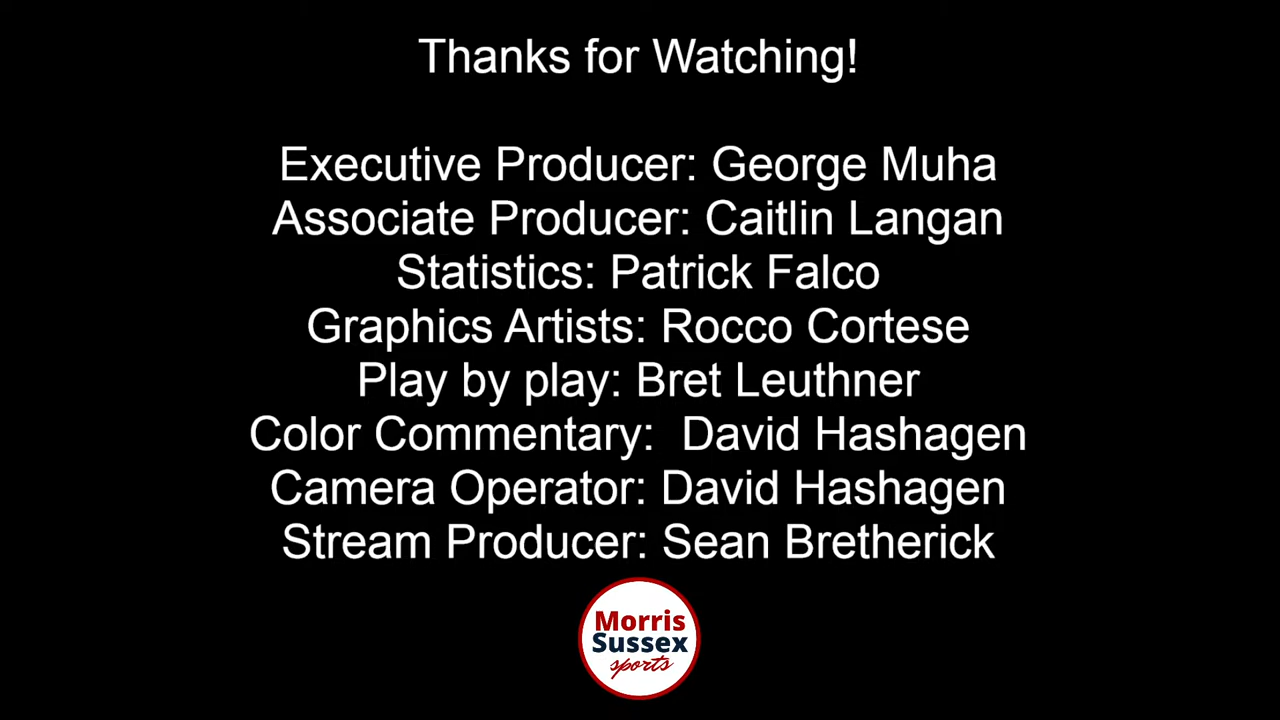 Thanks for Watching!
Executive Producer: George Muha
Associate Producer: Caitlin Langan
Statistics: Patrick Falco
Graphics Artists: Rocco Cortese
Play by play: Bret Leuthner
Color Commentary:  David Hashagen
Camera Operator: David Hashagen
Stream Producer: Sean Bretherick
Morris
Sussex
sports